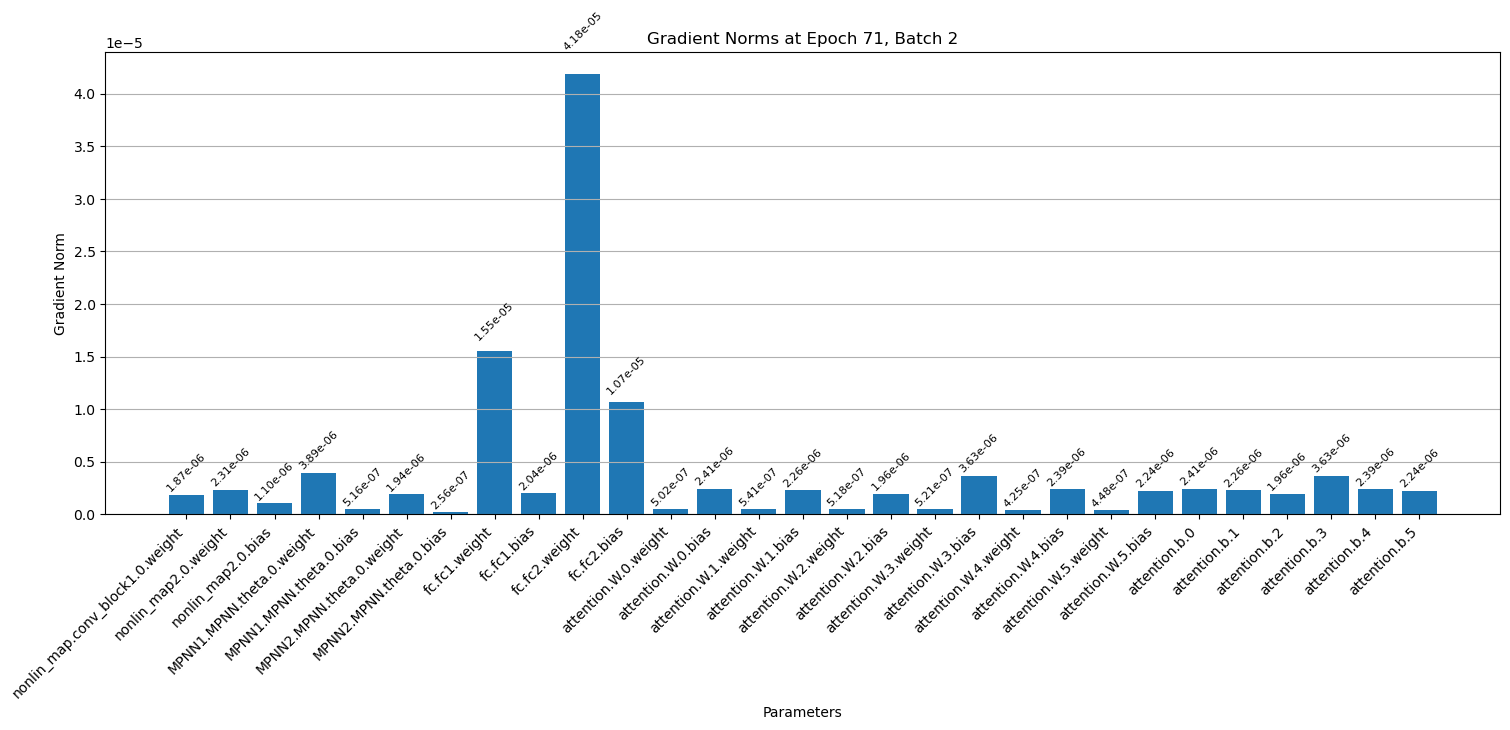 Gradient Norms at Epoch 71, Batch 2
1e−5
4.0
3.5
3.0
2.5
2.0
1.5
1.0
0.5
0.0
Gradient Norm
1.87e-06
2.31e-06
1.10e-06
3.89e-06
5.16e-07
1.94e-06
2.56e-07
1.55e-05
2.04e-06
4.18e-05
1.07e-05
5.02e-07
2.41e-06
5.41e-07
2.26e-06
5.18e-07
1.96e-06
5.21e-07
3.63e-06
4.25e-07
2.39e-06
4.48e-07
2.24e-06
2.41e-06
2.26e-06
1.96e-06
3.63e-06
2.39e-06
2.24e-06
nonlin_map.conv_block1.0.weight
nonlin_map2.0.weight
nonlin_map2.0.bias
MPNN1.MPNN.theta.0.weight
MPNN1.MPNN.theta.0.bias
MPNN2.MPNN.theta.0.weight
MPNN2.MPNN.theta.0.bias
fc.fc1.weight
fc.fc1.bias
fc.fc2.weight
fc.fc2.bias
attention.W.0.weight
attention.W.0.bias
attention.W.1.weight
attention.W.1.bias
attention.W.2.weight
attention.W.2.bias
attention.W.3.weight
attention.W.3.bias
attention.W.4.weight
attention.W.4.bias
attention.W.5.weight
attention.W.5.bias
attention.b.0
attention.b.1
attention.b.2
attention.b.3
attention.b.4
attention.b.5
Parameters